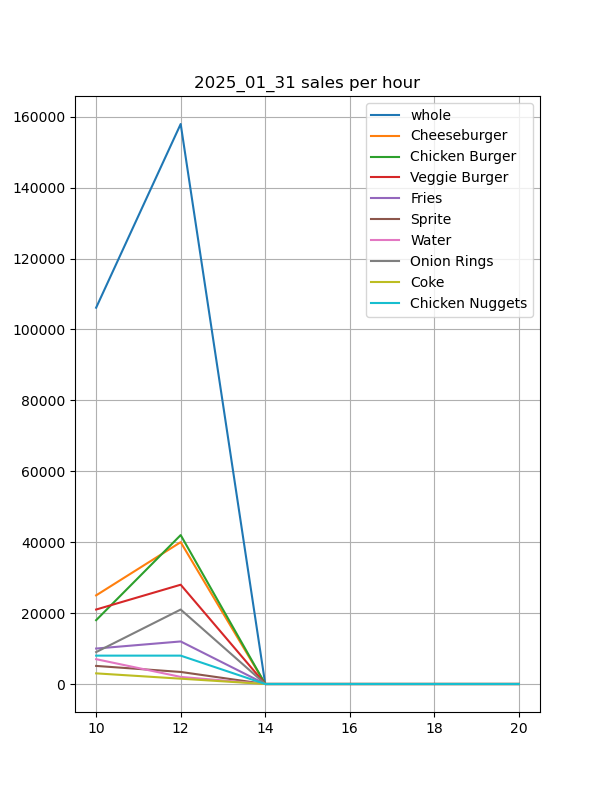 2025_01_31 sales per hour
160000
140000
120000
100000
80000
60000
40000
20000
0
whole
Cheeseburger
Chicken Burger
Veggie Burger
Fries
Sprite
Water
Onion Rings
Coke
Chicken Nuggets
10 12 14 16 18 20